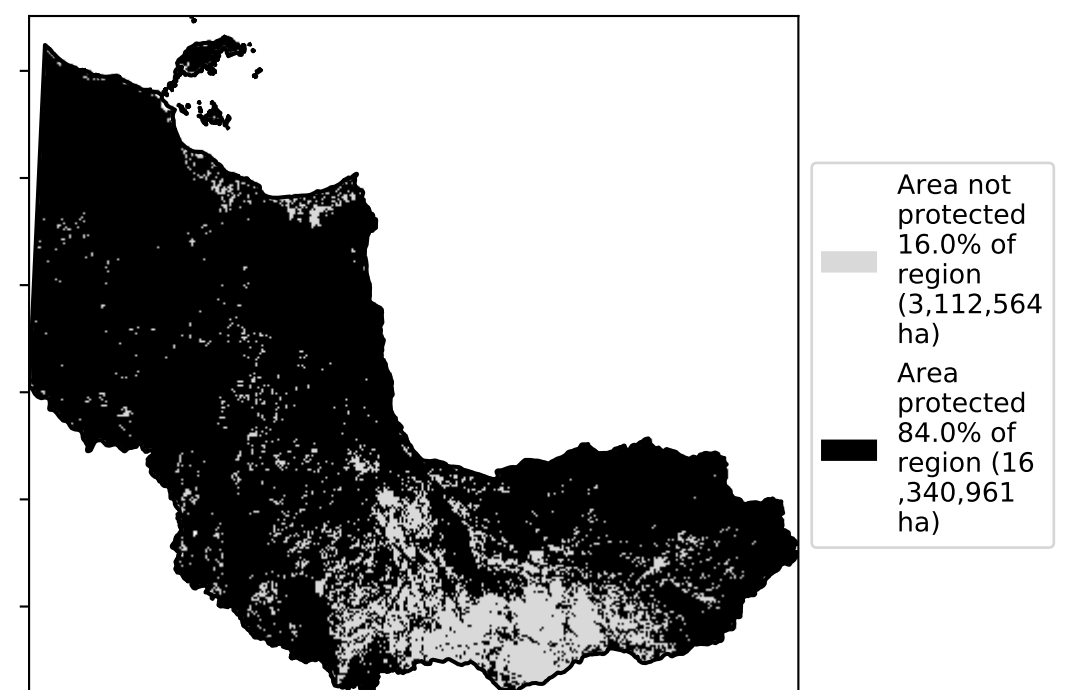 Area not
protected
16.0% of
region
(3,112,564
ha)
Area
protected
84.0% of
region (16
,340,961
ha)